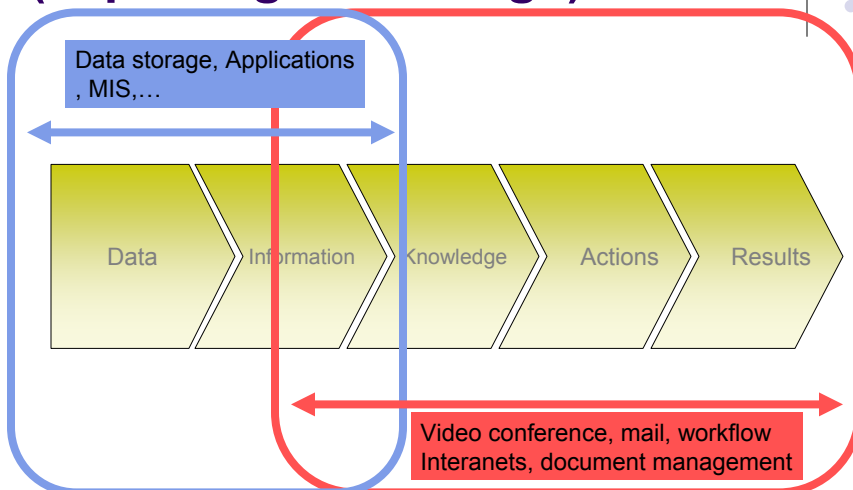 Data storage, Applications
, MIS,…
Data Information Knowledge Actions Results
Video conference, mail, workflow
Interanets, document management